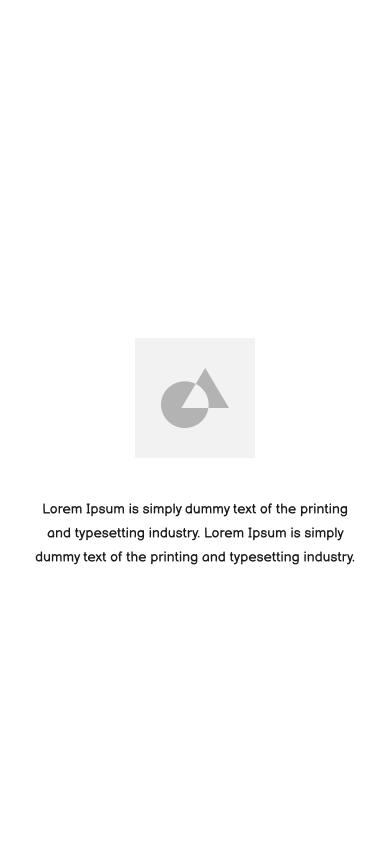 Lorem Ipsum is simply dummy text of the printing
and typesetting industry. Lorem Ipsum is simply
dummy text of the printing and typesetting industry.